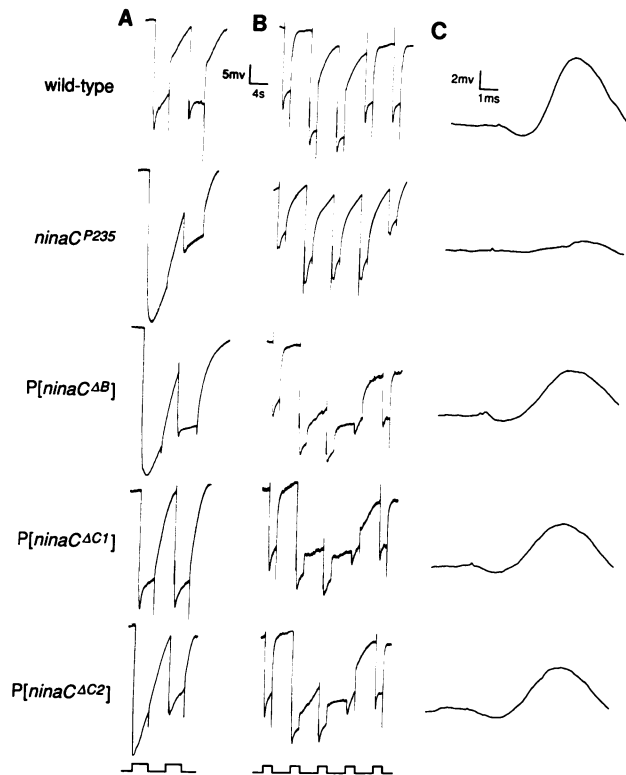 A
B
C
wild-type
5mv
4s
2mv
1ms
ninaC P235
P[ninaC ΔB]
P[ninaC ΔC1]
P[ninaC ΔC2]